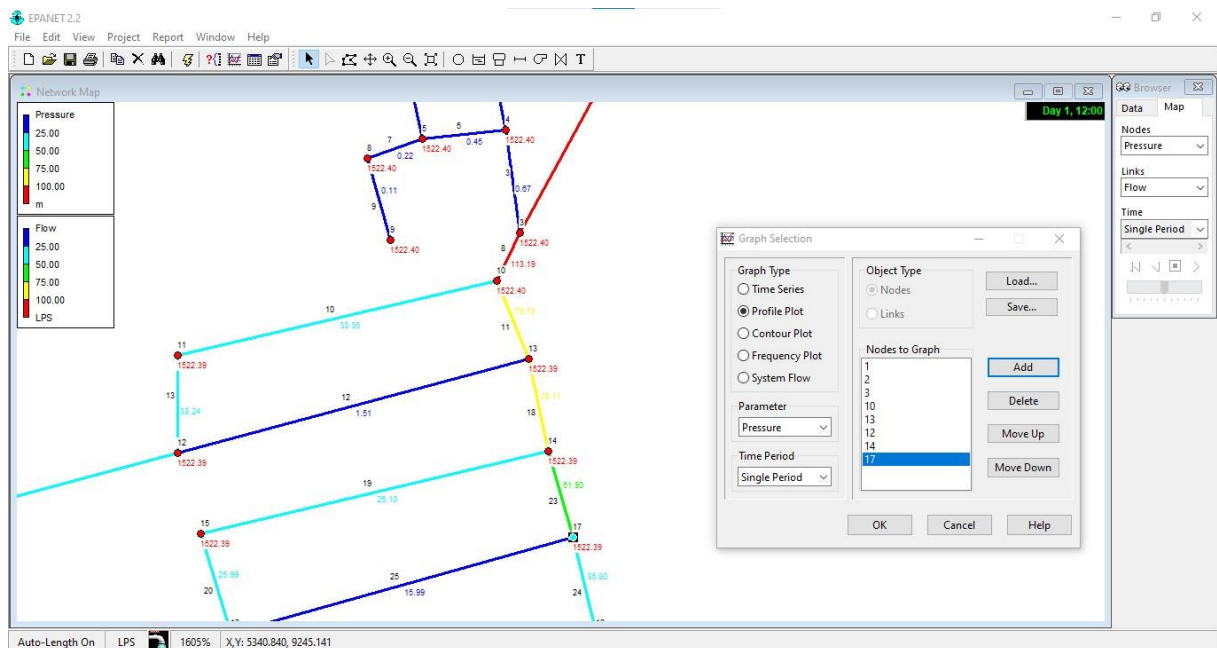 EPANET 2.2
File Edit View Project Report Window Help
T
Network Map
Day 1, 12:00
Pressure
25.00
50.00
75.00
100.00
m
Flow
25.00
50.00
75.00
100.00
LPS
4
5
5
7
0.45
1522.40
8
0.22
1522.40
1522.40
3
0.67
0.11
9
9
1522.40
3
1522.40
8
113.19
10
1522.40
10
33.35
11
11
1522.39
13
1522.39
13
33.24
12
1.51
18
12
1522.39
14
1522.39
19
26.10
51.90
23
15
1522.39
17
1522.39
25.99
20
25
15.99
35.80
24
Graph Selection
Graph Type
Time Series
Profile Plot
Contour Plot
Frequency Plot
System Flow
Parameter
Pressure
Time Period
Single Period
Object Type
Nodes
Links
Nodes to Graph
1
2
3
10
13
12
14
17
Load...
Save...
Add
Delete
Move Up
Move Down
OK Cancel Help
Browser
Data Map
Nodes
Pressure
Links
Flow
Time
Single Period
Auto-Length On LPS 1605% X,Y: 5340.840, 9245.141